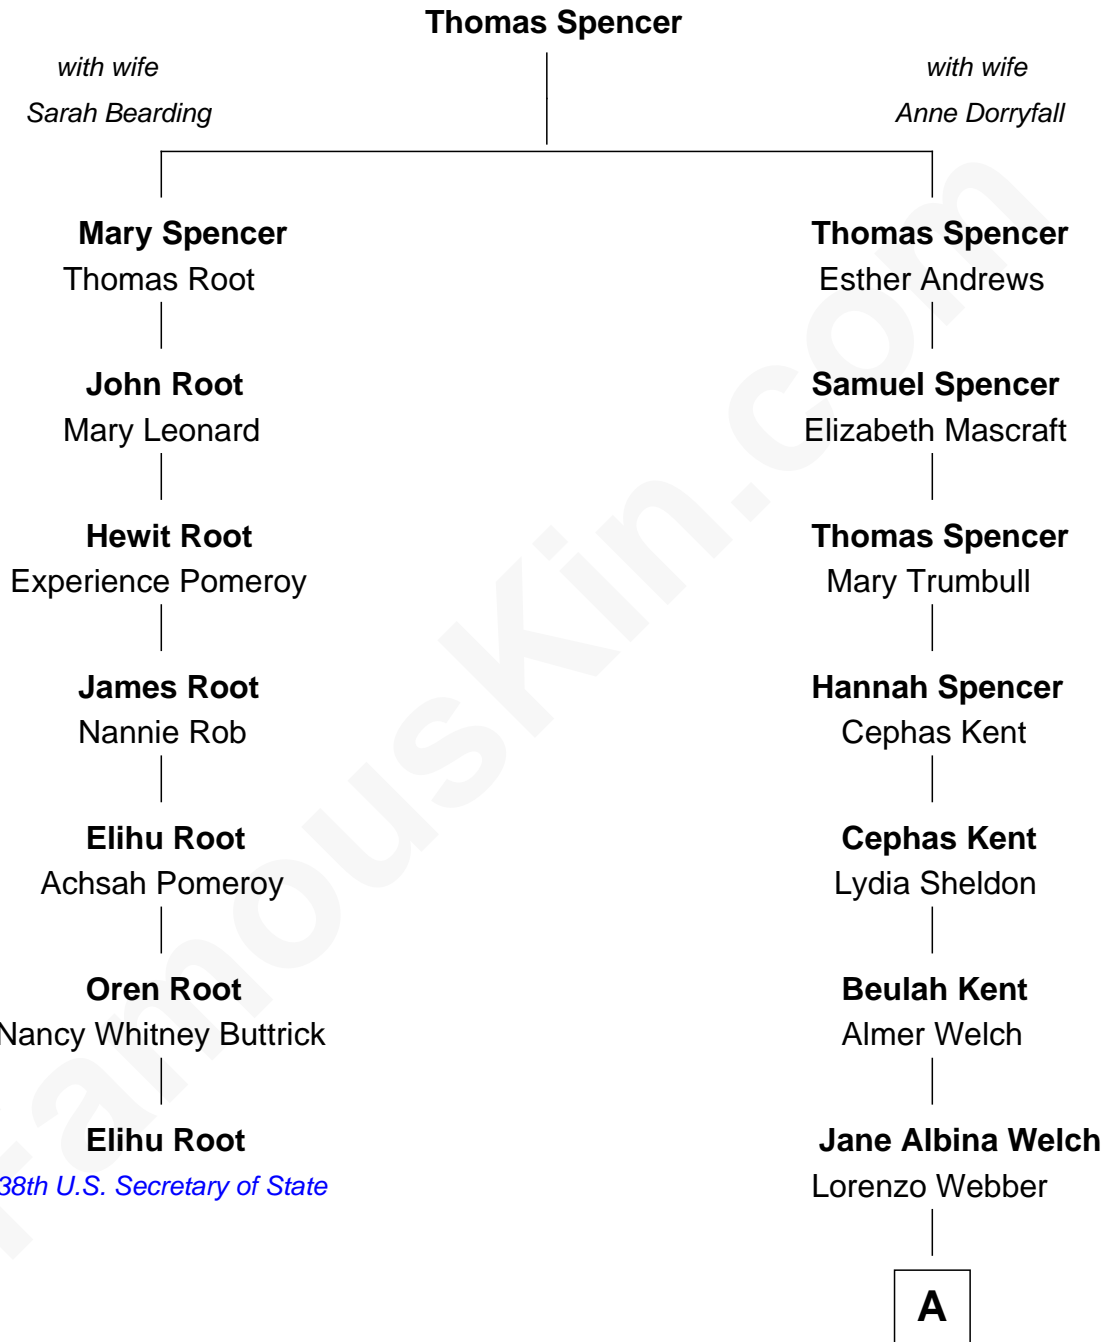 Thomas Spencer
with wife
Sarah Bearding
with wife
Anne Dorryfall
Mary Spencer
Thomas Root
Thomas Spencer
Esther Andrews
John Root
Mary Leonard
Samuel Spencer
Elizabeth Mascraft
Hewit Root
Experience Pomeroy
Thomas Spencer
Mary Trumbull
James Root
Nannie Rob
Hannah Spencer
Cephas Kent
Elihu Root
Achsah Pomeroy
Cephas Kent
Lydia Sheldon
Oren Root
Nancy Whitney Buttrick
Beulah Kent
Almer Welch
Elihu Root
38th U.S. Secretary of State
Jane Albina Welch
Lorenzo Webber
A
FamousKin.com